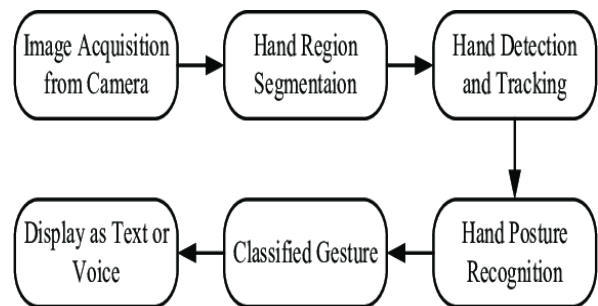 Image Acquisition
from Camera
Hand Region
Segmentaion
Hand Detection
and Tracking
Hand Posture
Recognition
Classified Gesture
Display as Text or
Voice